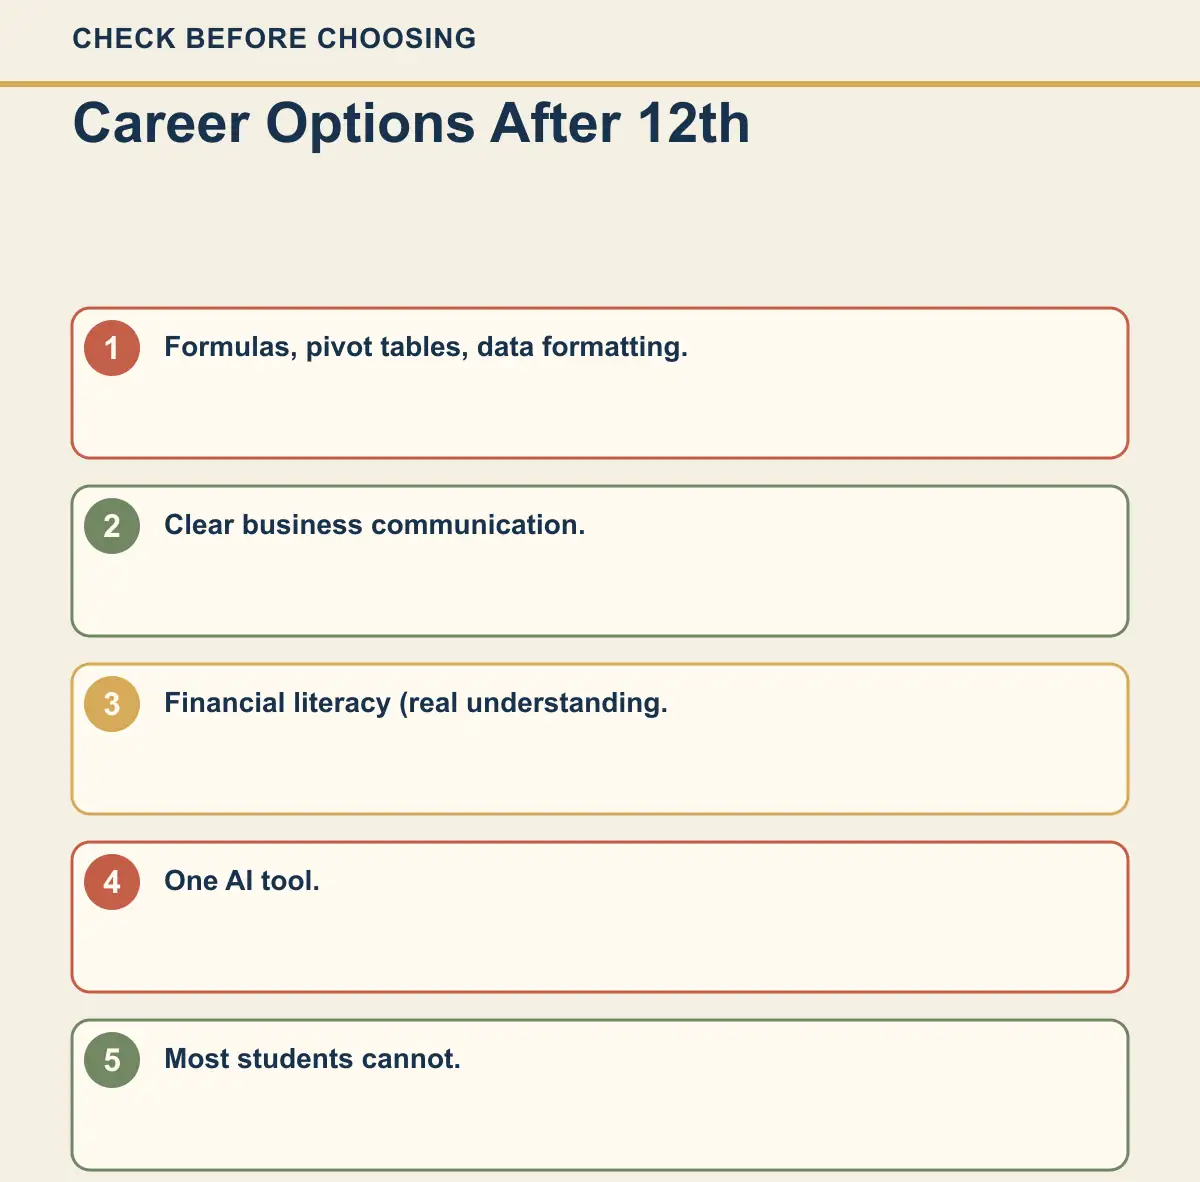 CHECK BEFORE CHOOSING
Career Options After 12th
1 Formulas, pivot tables, data formatting.
2 Clear business communication.
3 Financial literacy (real understanding.
4 One AI tool.
5 Most students cannot.